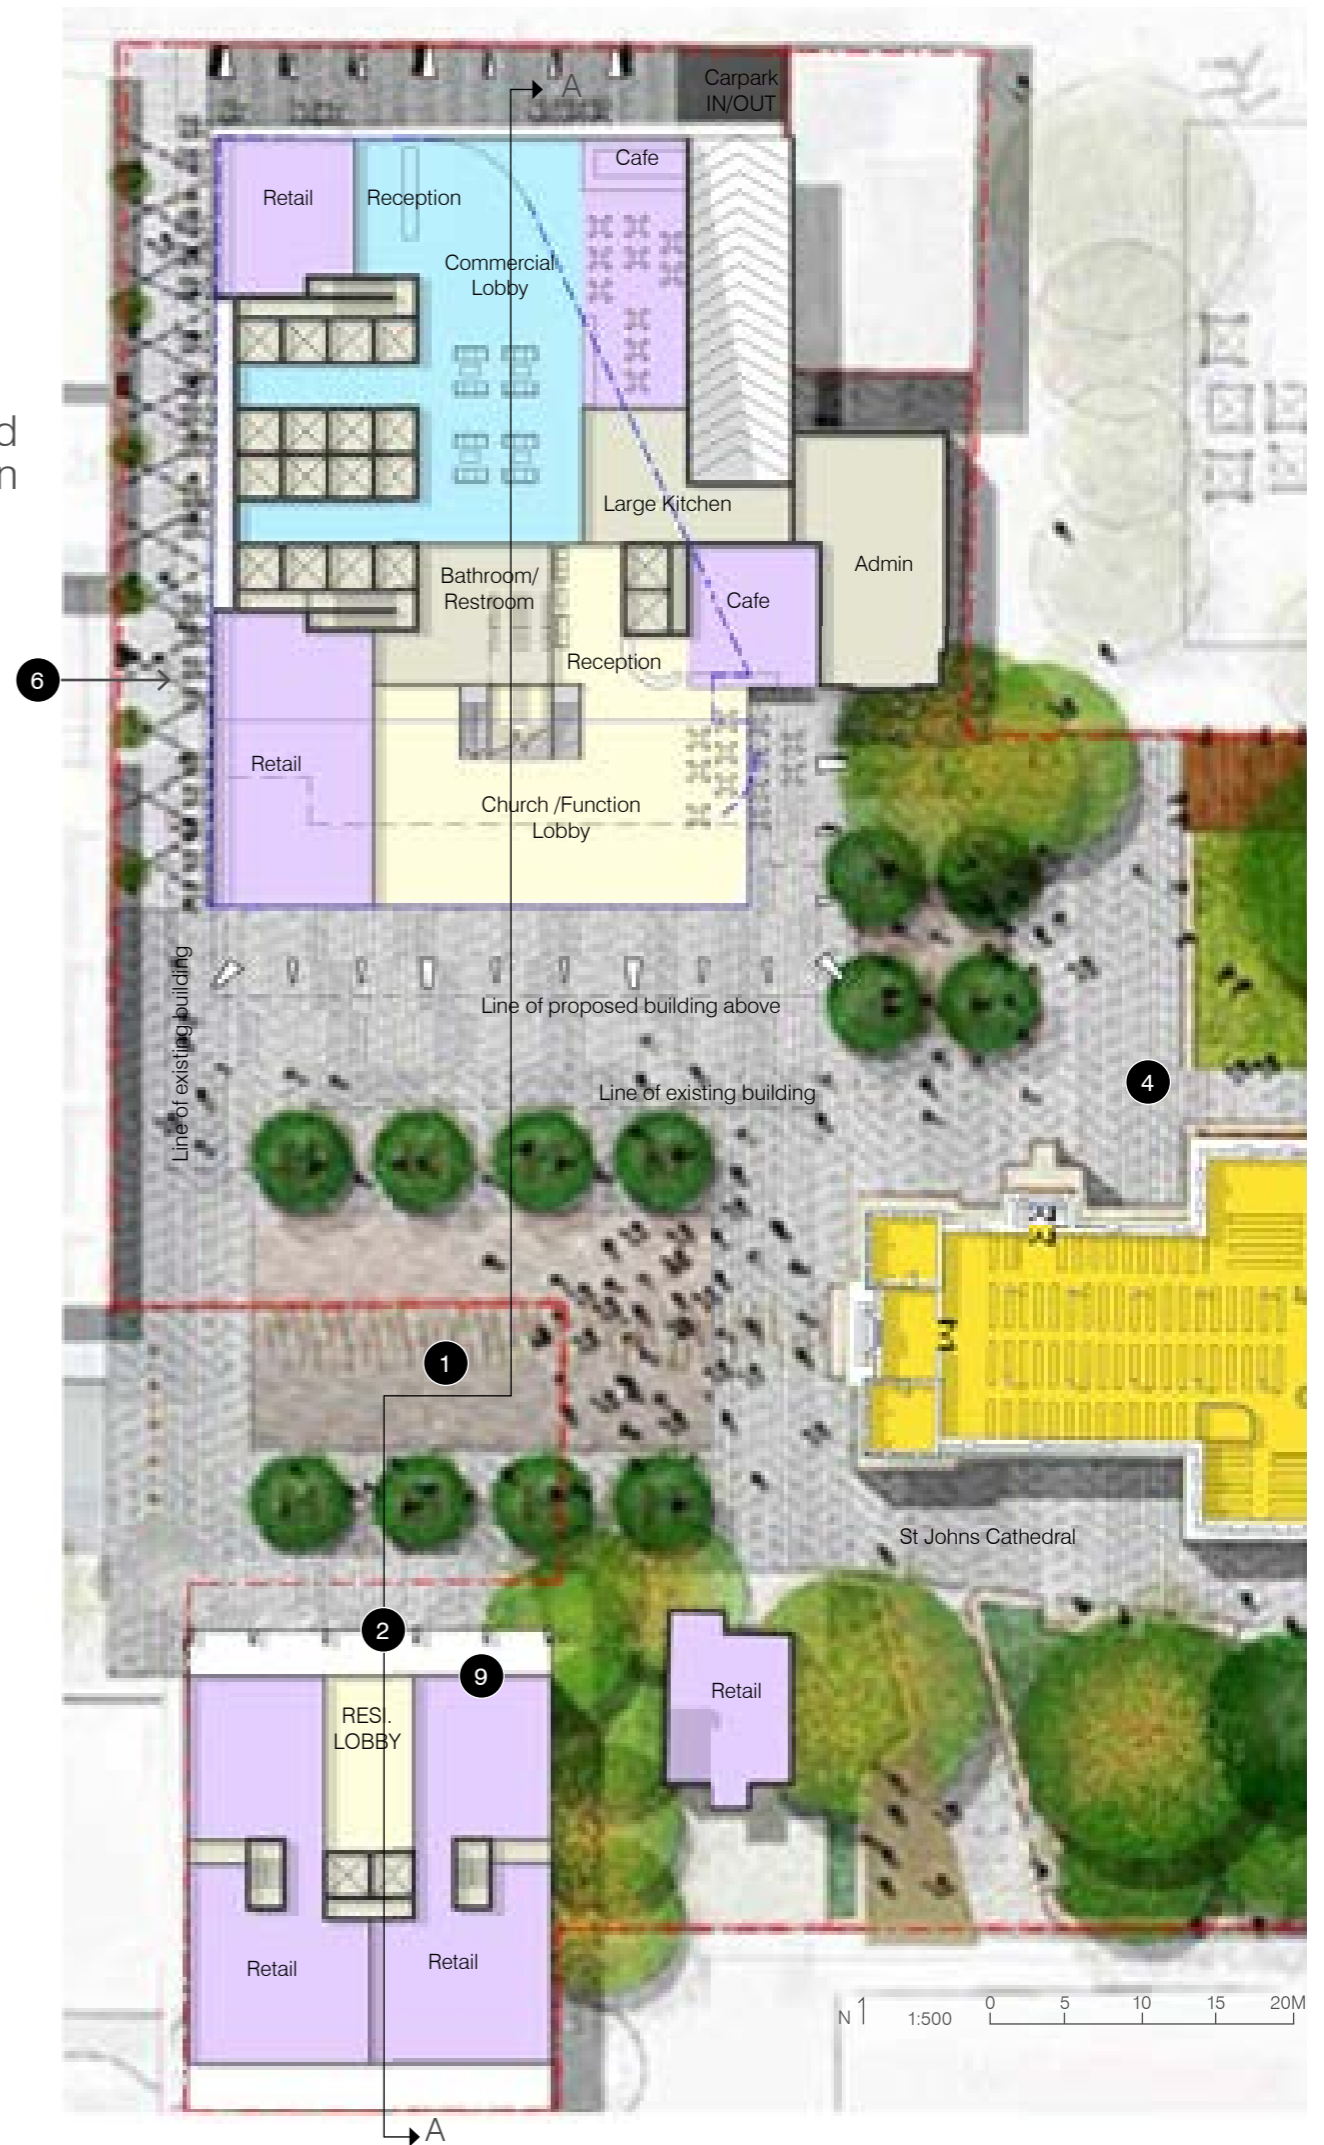 A
Carpark
IN/OUT
Cafe
Retail
Reception
Commercial
Lobby
d
n
Large Kitchen
Admin
Bathroom/
Restroom
Cafe
Reception
6
Retail
Church /Function
Lobby
Line of existing building
Line of proposed building above
4
Line of existing building
1
St Johns Cathedral
2
9
Retail
RESI.
LOBBY
Retail
Retail
N
1:500
0 5 10 15 20M
A